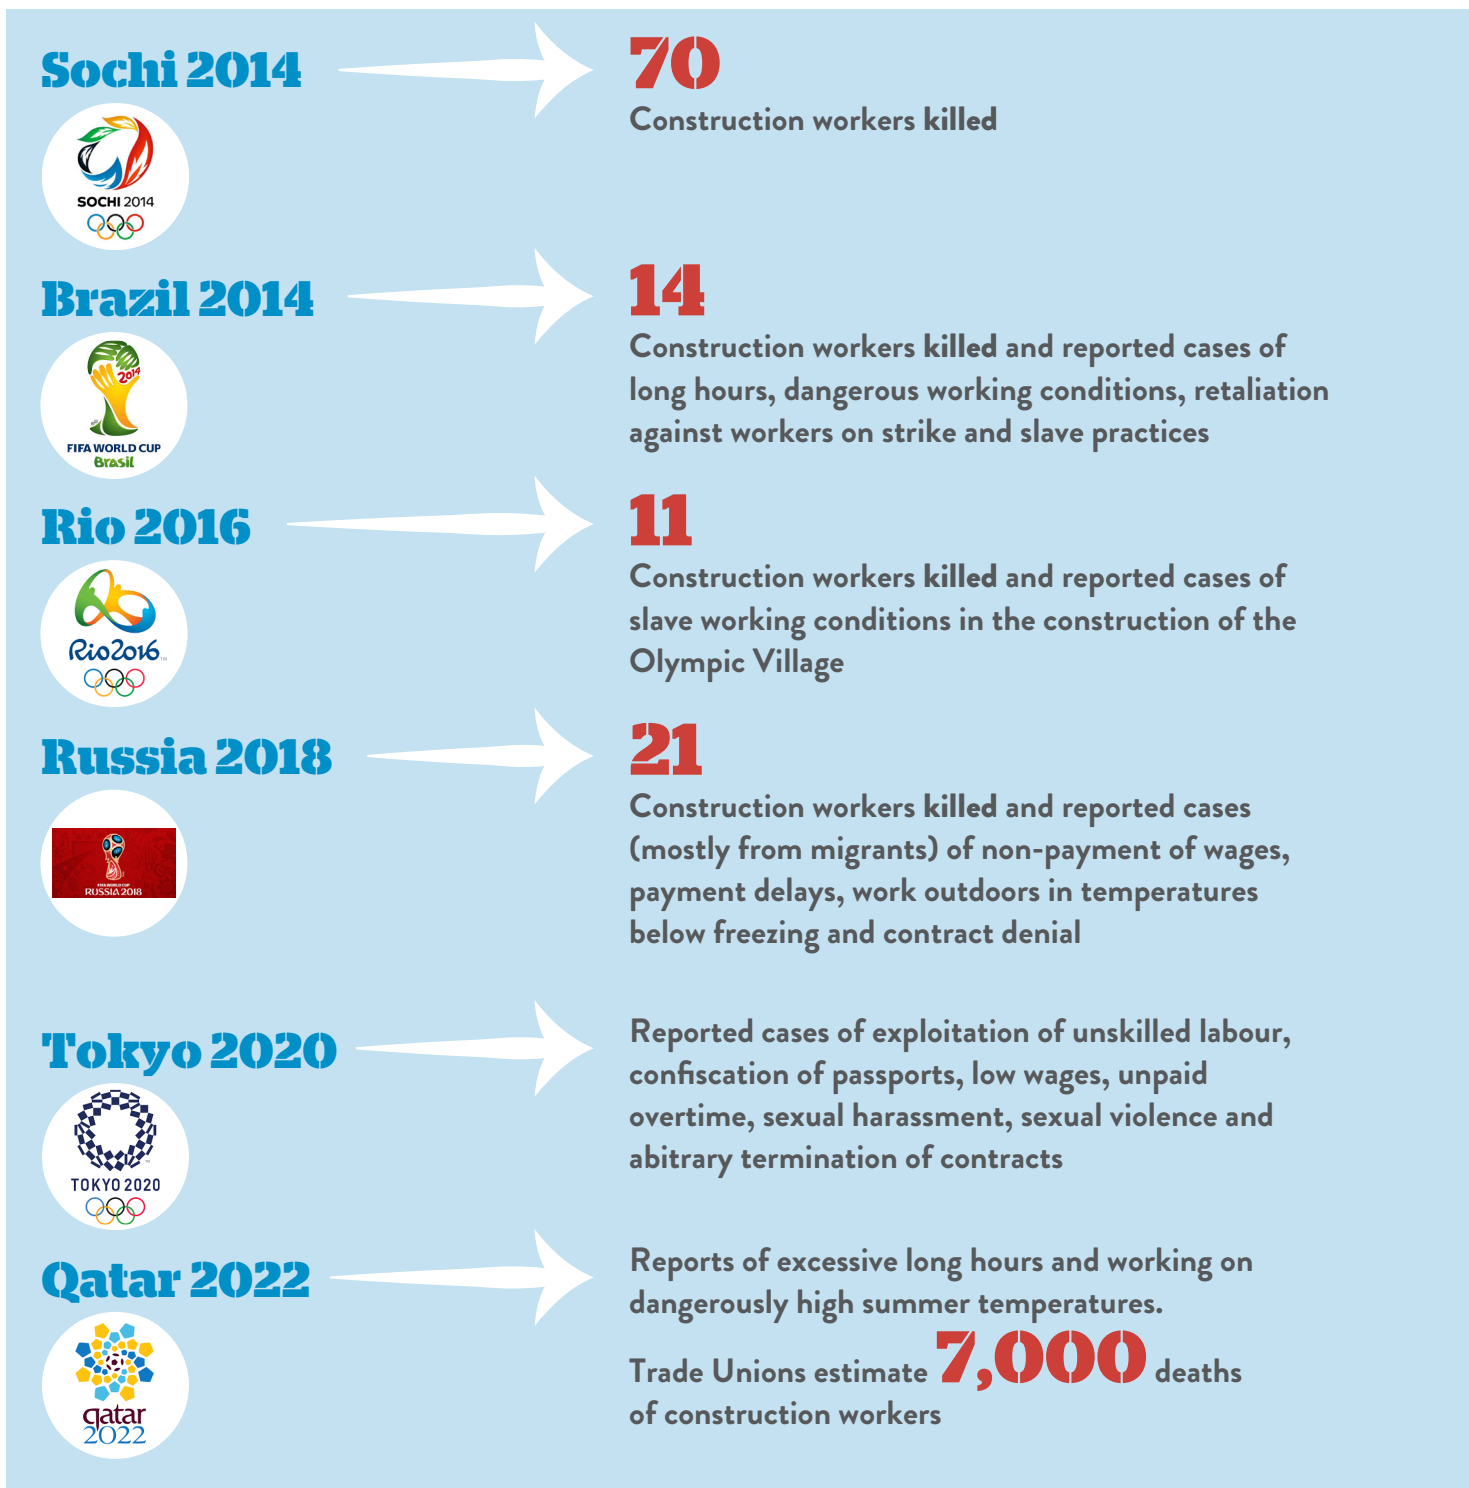 Sochi 2014
70
Construction workers killed
SOCHI 2014
Brazil 2014
14
Construction workers killed and reported cases of
long hours, dangerous working conditions, retaliation
against workers on strike and slave practices
2014
FIFA WORLD CUP
Brasil
Rio 2016
11
Construction workers killed and reported cases of
slave working conditions in the construction of the
Olympic Village
Rio2016
Russia 2018
21
Construction workers killed and reported cases
(mostly from migrants) of non-payment of wages,
payment delays, work outdoors in temperatures
below freezing and contract denial
FIFA WORLD CUP
RUSSIA 2018
Tokyo 2020
Reported cases of exploitation of unskilled labour,
confiscation of passports, low wages, unpaid
overtime, sexual harassment, sexual violence and
abitrary termination of contracts
TOKYO 2020
Qatar 2022
Reports of excessive long hours and working on
dangerously high summer temperatures.
Trade Unions estimate 7,000 deaths
of construction workers
qatar
2022